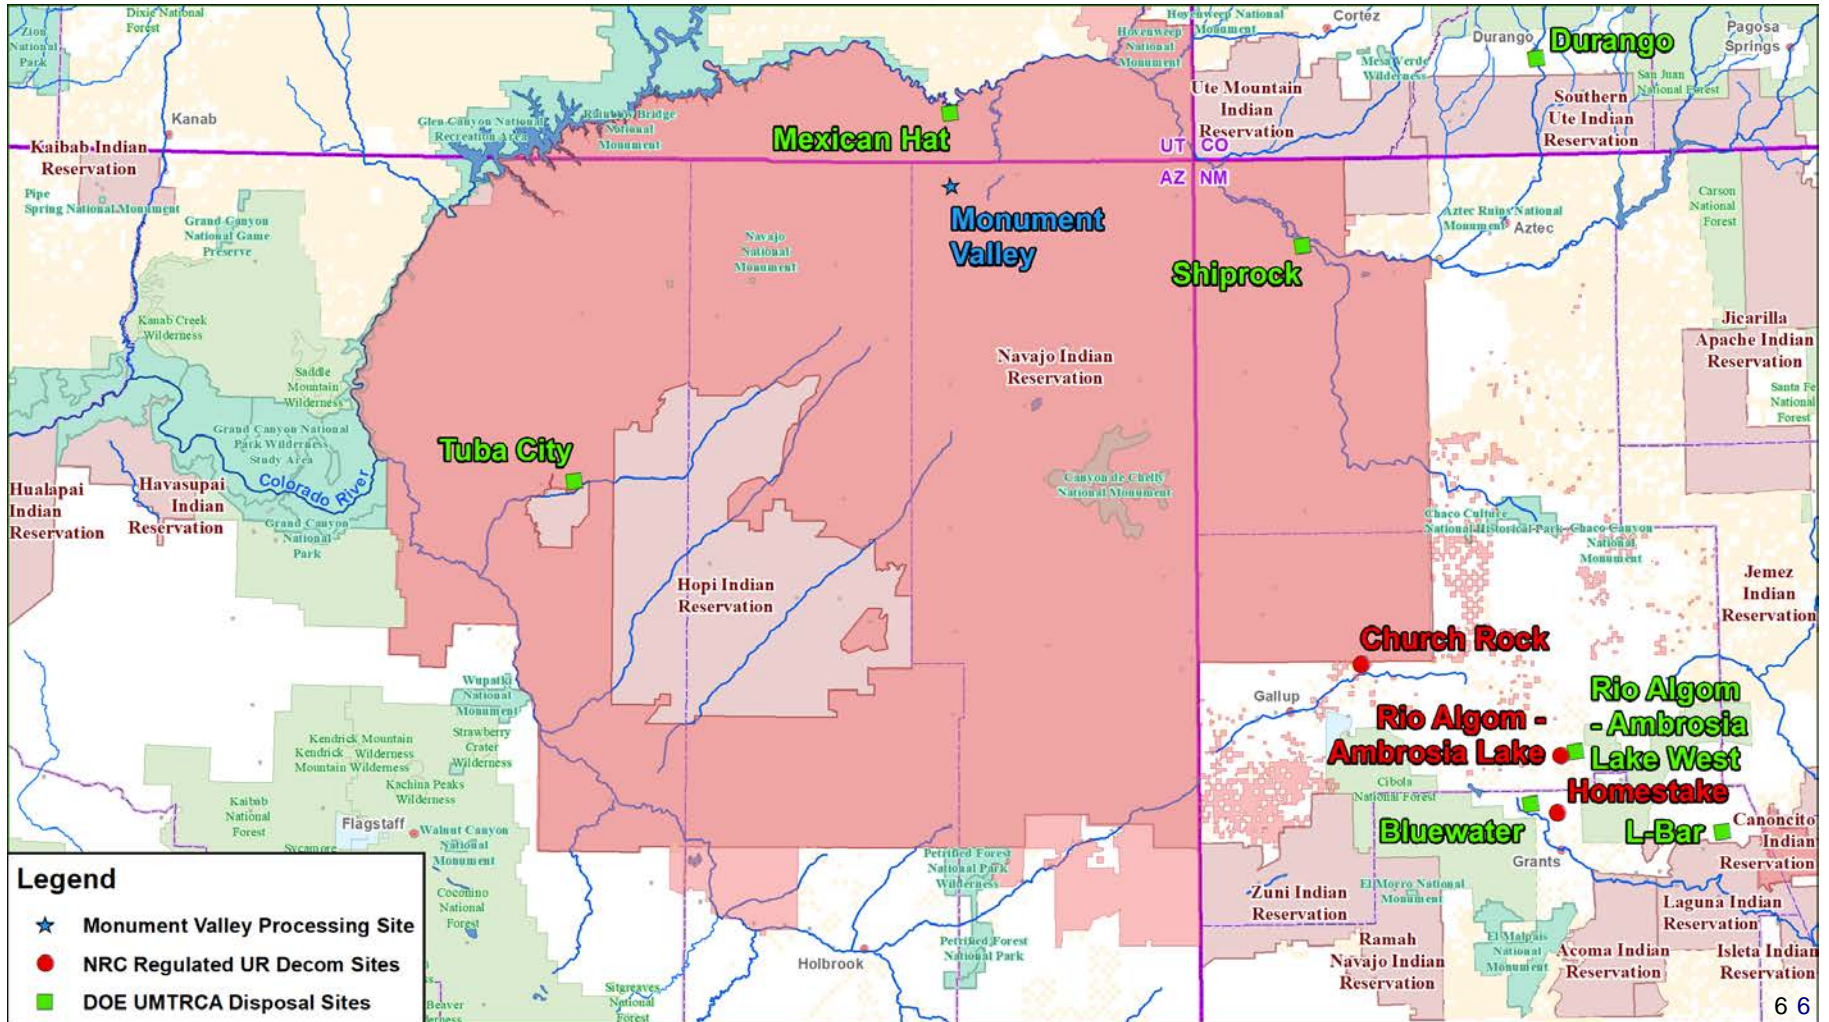 Zion
National
Park
Dixie National
Forest
Kanab
Kaibab Indian
Reservation
Pipe
Spring National Monument
Grand Canyon
National Game
Preserve
Kanab Creek
Wilderness
Saddle
Mountain
Wilderness
Grand Canyon National
Park Wilderness
Study Area
Colorado River
Grand Canyon
National
Park
Hualapai
Indian
Reservation
Havasupai
Indian
Reservation
Glen Canyon National
Recreation Area
Rainbow Bridge
National
Monument
Mexican Hat
Hovenweep
National
Monument
Hovenweep National
Monument
Cortez
Mesa Verde
Wilderness
Durango
Durango
Pagosa
Springs
San Juan
National Forest
Ute Mountain
Indian
Reservation
Southern
Ute Indian
Reservation
UT CO
AZ NM
Monument
Valley
Navajo
National
Monument
Shiprock
Aztec Ruins National
Monument
Aztec
Carson
National
Forest
Jicarilla
Apache Indian
Reservation
Santa Fe
National
Forest
Navajo Indian
Reservation
Tuba City
Canyon de Chelly
National Monument
Chaco Culture
National Historical Park
Chaco Canyon
National
Monument
Hopi Indian
Reservation
Jemez
Indian
Reservation
Church Rock
Gallup
Rio Algom -
Ambrosia Lake
Rio Algom
- Ambrosia
Lake West
Homestake
Cibola
National Forest
Bluewater
L-Bar
Grants
Canoncito
Indian
Reservation
Wupatki
National
Monument
Strawberry
Crater
Wilderness
Kendrick Mountain
Kendrick Wilderness
Mountain Wilderness
Kachina Peaks
Wilderness
Kaibab
National
Forest
Flagstaff
Walnut Canyon
National
Monument
Sycamore
Coconino
National
Forest
Petrified Forest
National Park
Wilderness
Petrified Forest
National Park
Holbrook
Sitgreaves
National
Forest
Beaver
Zuni Indian
Reservation
El Morro National
Monument
Ramah
Navajo Indian
Reservation
El Malpais
National
Monument
Acoma Indian
Reservation
Laguna Indian
Reservation
Isleta Indian
Reservation
Legend
Monument Valley Processing Site
NRC Regulated UR Decom Sites
DOE UMTRCA Disposal Sites
6 6